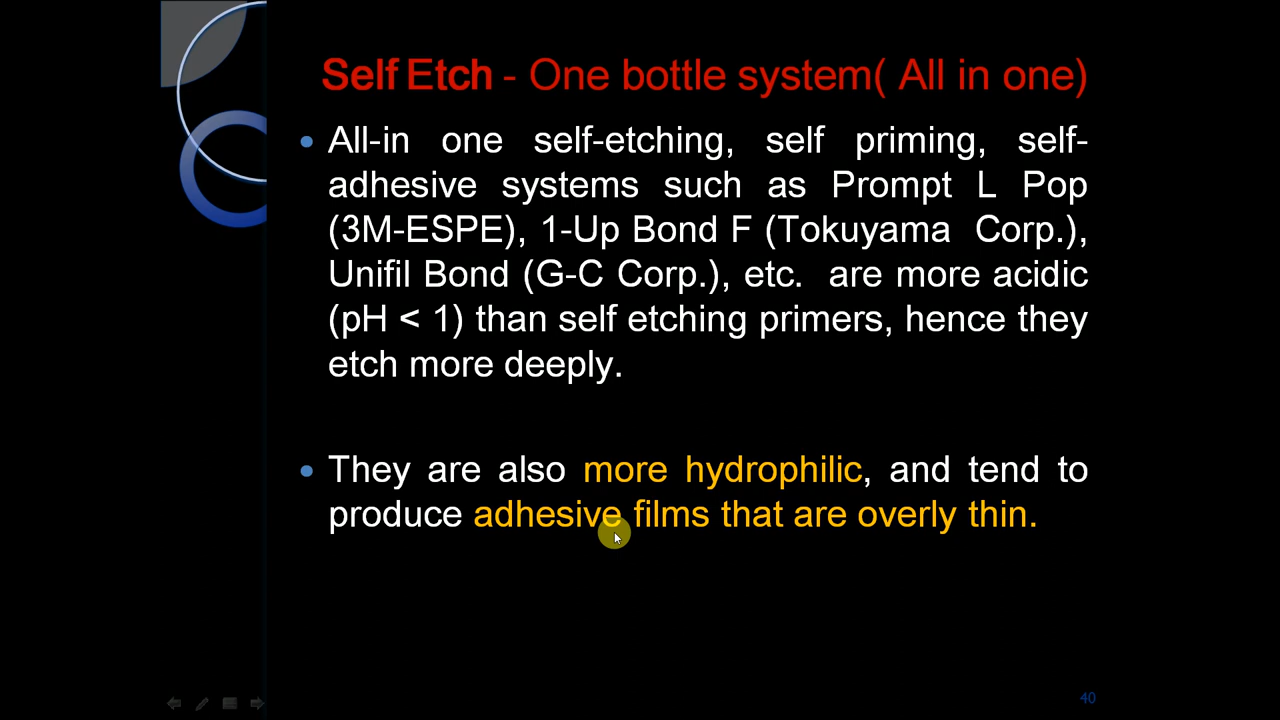 Self Etch - One bottle system( All in one)
All-in one self-etching, self priming, self-
adhesive systems such as Prompt L Pop
(3M-ESPE), 1-Up Bond F (Tokuyama Corp.),
Unifil Bond (G-C Corp.), etc. are more acidic
(pH < 1) than self etching primers, hence they
etch more deeply.
They are also more hydrophilic, and tend to
produce adhesive films that are overly thin.
40